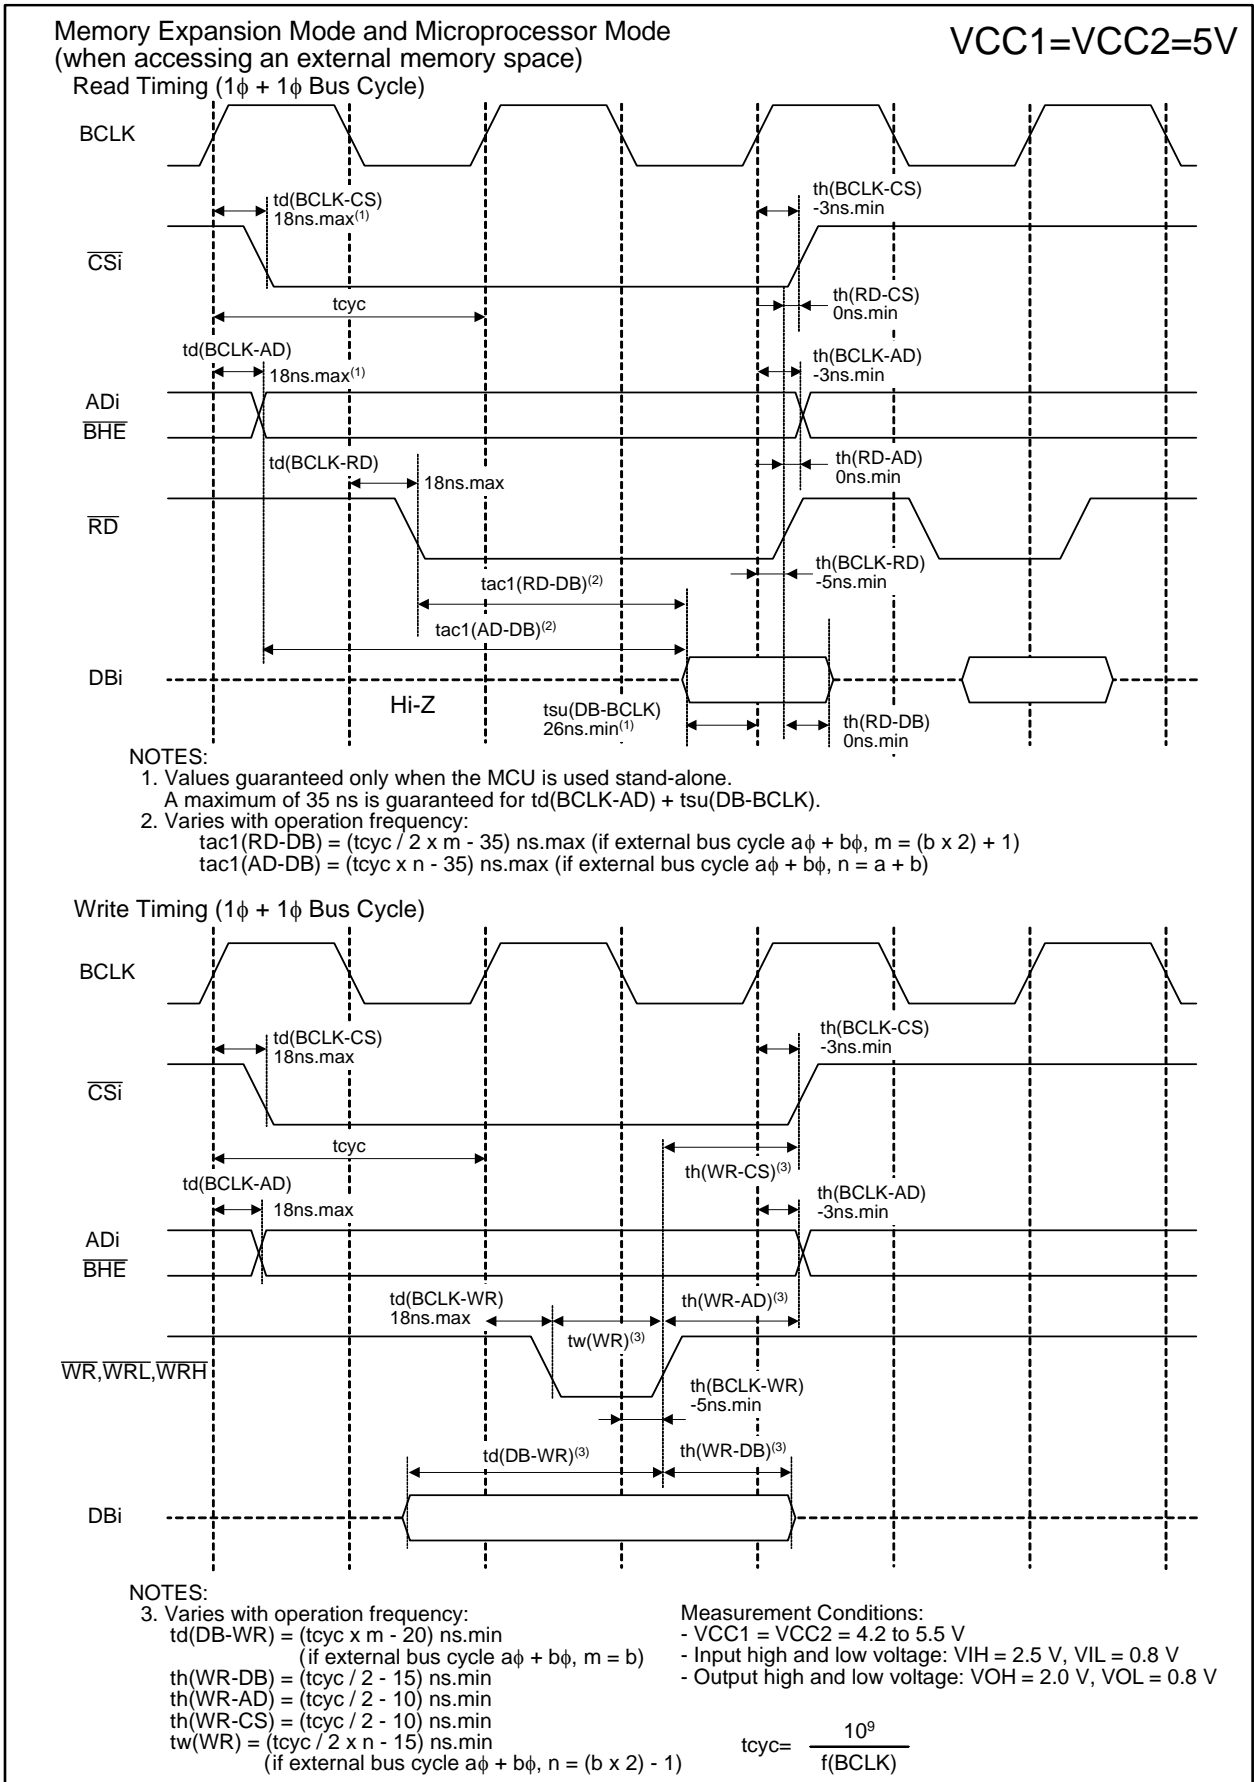 Memory Expansion Mode and Microprocessor Mode
(when accessing an external memory space)
VCC1=VCC2=5V
Read Timing (1ϕ + 1ϕ Bus Cycle)
BCLK
td(BCLK-CS)
18ns.max(1)
th(BCLK-CS)
-3ns.min
CSi
tcyc
th(RD-CS)
0ns.min
td(BCLK-AD)
18ns.max(1)
th(BCLK-AD)
-3ns.min
ADi
BHE
td(BCLK-RD)
18ns.max
th(RD-AD)
0ns.min
RD
th(BCLK-RD)
-5ns.min
tac1(RD-DB)(2)
tac1(AD-DB)(2)
DBi
Hi-Z
tsu(DB-BCLK)
26ns.min(1)
th(RD-DB)
0ns.min
NOTES:
1. Values guaranteed only when the MCU is used stand-alone.
A maximum of 35 ns is guaranteed for td(BCLK-AD) + tsu(DB-BCLK).
2. Varies with operation frequency:
tac1(RD-DB) = (tcyc / 2 x m - 35) ns.max (if external bus cycle aϕ + bϕ, m = (b x 2) + 1)
tac1(AD-DB) = (tcyc x n - 35) ns.max (if external bus cycle aϕ + bϕ, n = a + b)
Write Timing (1ϕ + 1ϕ Bus Cycle)
BCLK
td(BCLK-CS)
18ns.max
th(BCLK-CS)
-3ns.min
CSi
tcyc
th(WR-CS)(3)
td(BCLK-AD)
18ns.max
th(BCLK-AD)
-3ns.min
ADi
BHE
td(BCLK-WR)
18ns.max
th(WR-AD)(3)
tw(WR)(3)
WR,WRL,WRH
th(BCLK-WR)
-5ns.min
td(DB-WR)(3)
th(WR-DB)(3)
DBi
NOTES:
3. Varies with operation frequency:
td(DB-WR) = (tcyc x m - 20) ns.min
(if external bus cycle aϕ + bϕ, m = b)
th(WR-DB) = (tcyc / 2 - 15) ns.min
th(WR-AD) = (tcyc / 2 - 10) ns.min
th(WR-CS) = (tcyc / 2 - 10) ns.min
tw(WR) = (tcyc / 2 x n - 15) ns.min
(if external bus cycle aϕ + bϕ, n = (b x 2) - 1)
Measurement Conditions:
- VCC1 = VCC2 = 4.2 to 5.5 V
- Input high and low voltage: VIH = 2.5 V, VIL = 0.8 V
- Output high and low voltage: VOH = 2.0 V, VOL = 0.8 V
10⁹
tcyc=
f(BCLK)